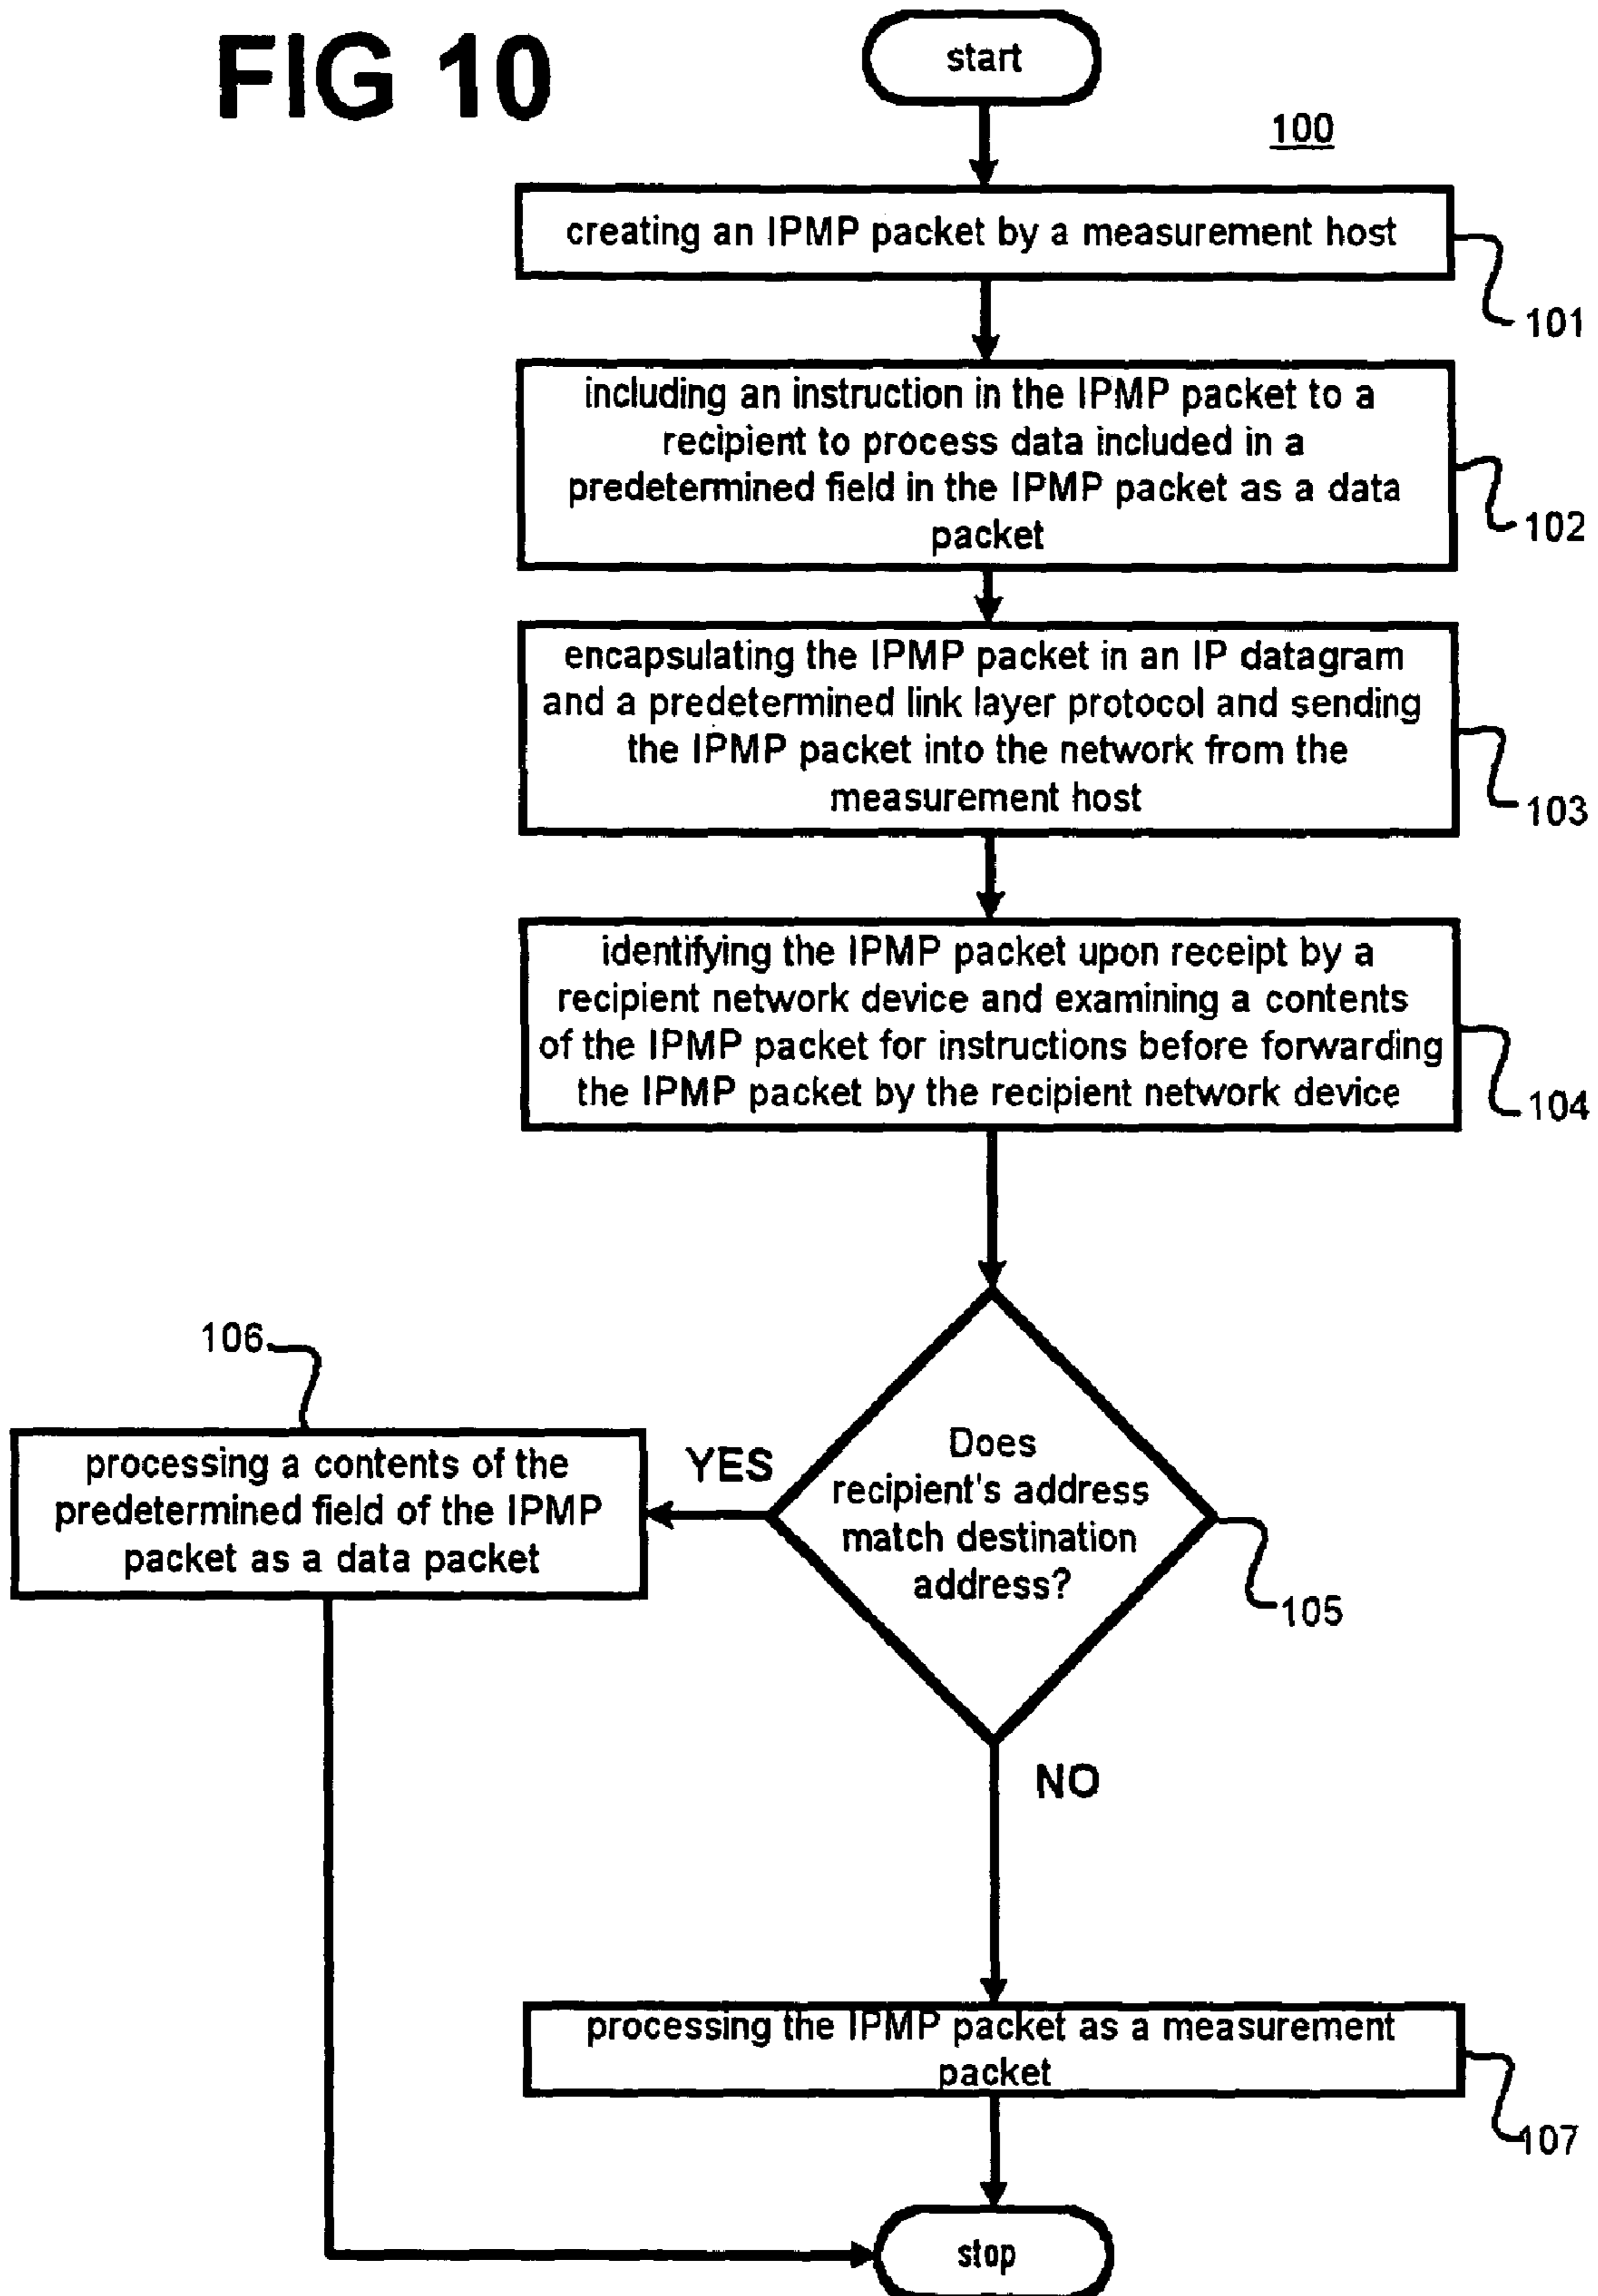 FIG 10
start
100
creating an IPMP packet by a measurement host
101
including an instruction in the IPMP packet to a
recipient to process data included in a
predetermined field in the IPMP packet as a data
packet
102
encapsulating the IPMP packet in an IP datagram
and a predetermined link layer protocol and sending
the IPMP packet into the network from the
measurement host
103
identifying the IPMP packet upon receipt by a
recipient network device and examining a contents
of the IPMP packet for instructions before forwarding
the IPMP packet by the recipient network device
104
Does
recipient's address
match destination
address?
105
YES
106
processing a contents of the
predetermined field of the IPMP
packet as a data packet
NO
processing the IPMP packet as a measurement
packet
107
stop